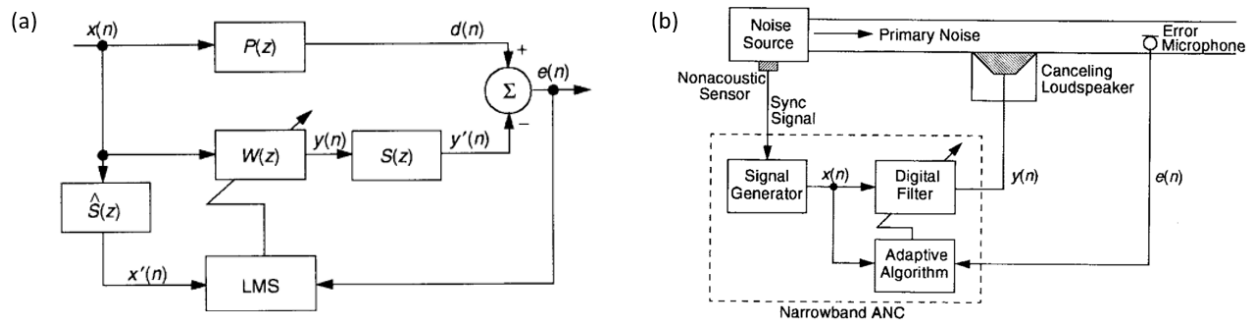 (a)
x(n)
P(z)
d(n)
+
e(n)
Σ
−
W(z)
y(n)
S(z)
y′(n)
Ŝ(z)
x′(n)
LMS
(b)
Noise
Source
Primary Noise
Error
Microphone
Nonacoustic
Sensor
Canceling
Loudspeaker
Sync
Signal
Signal
Generator
x(n)
Digital
Filter
y(n)
e(n)
Adaptive
Algorithm
Narrowband ANC